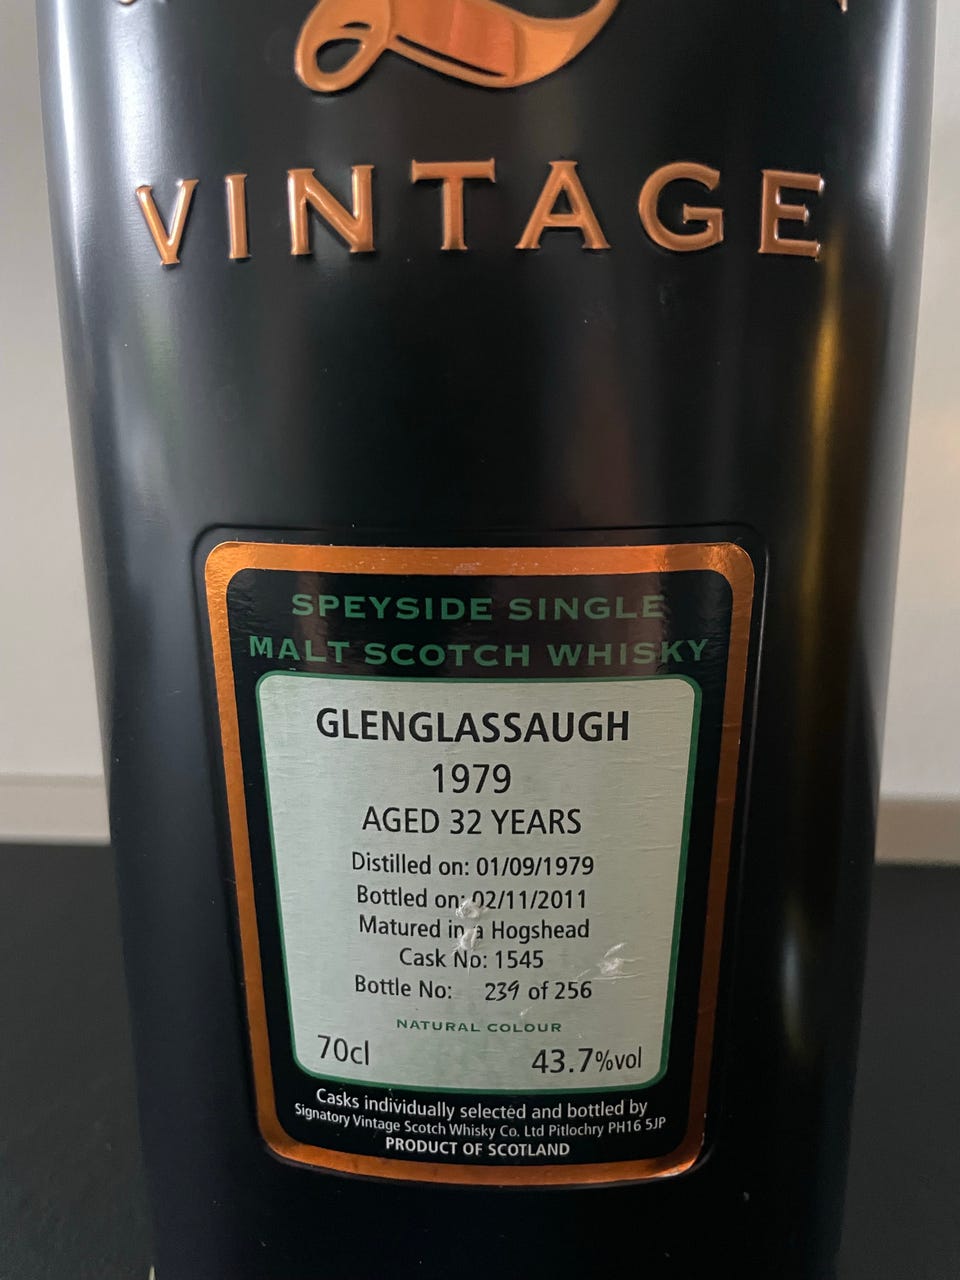 VINTAGE
SPEYSIDE SINGLE
MALT SCOTCH WHISKY
GLENGLASSAUGH
1979
AGED 32 YEARS
Distilled on: 01/09/1979
Bottled on: 02/11/2011
Matured in a Hogshead
Cask No: 1545
Bottle No: 239 of 256
NATURAL COLOUR
70cl 43.7%vol
Casks individually selected and bottled by
Signatory Vintage Scotch Whisky Co. Ltd Pitlochry PH16 5JP
PRODUCT OF SCOTLAND